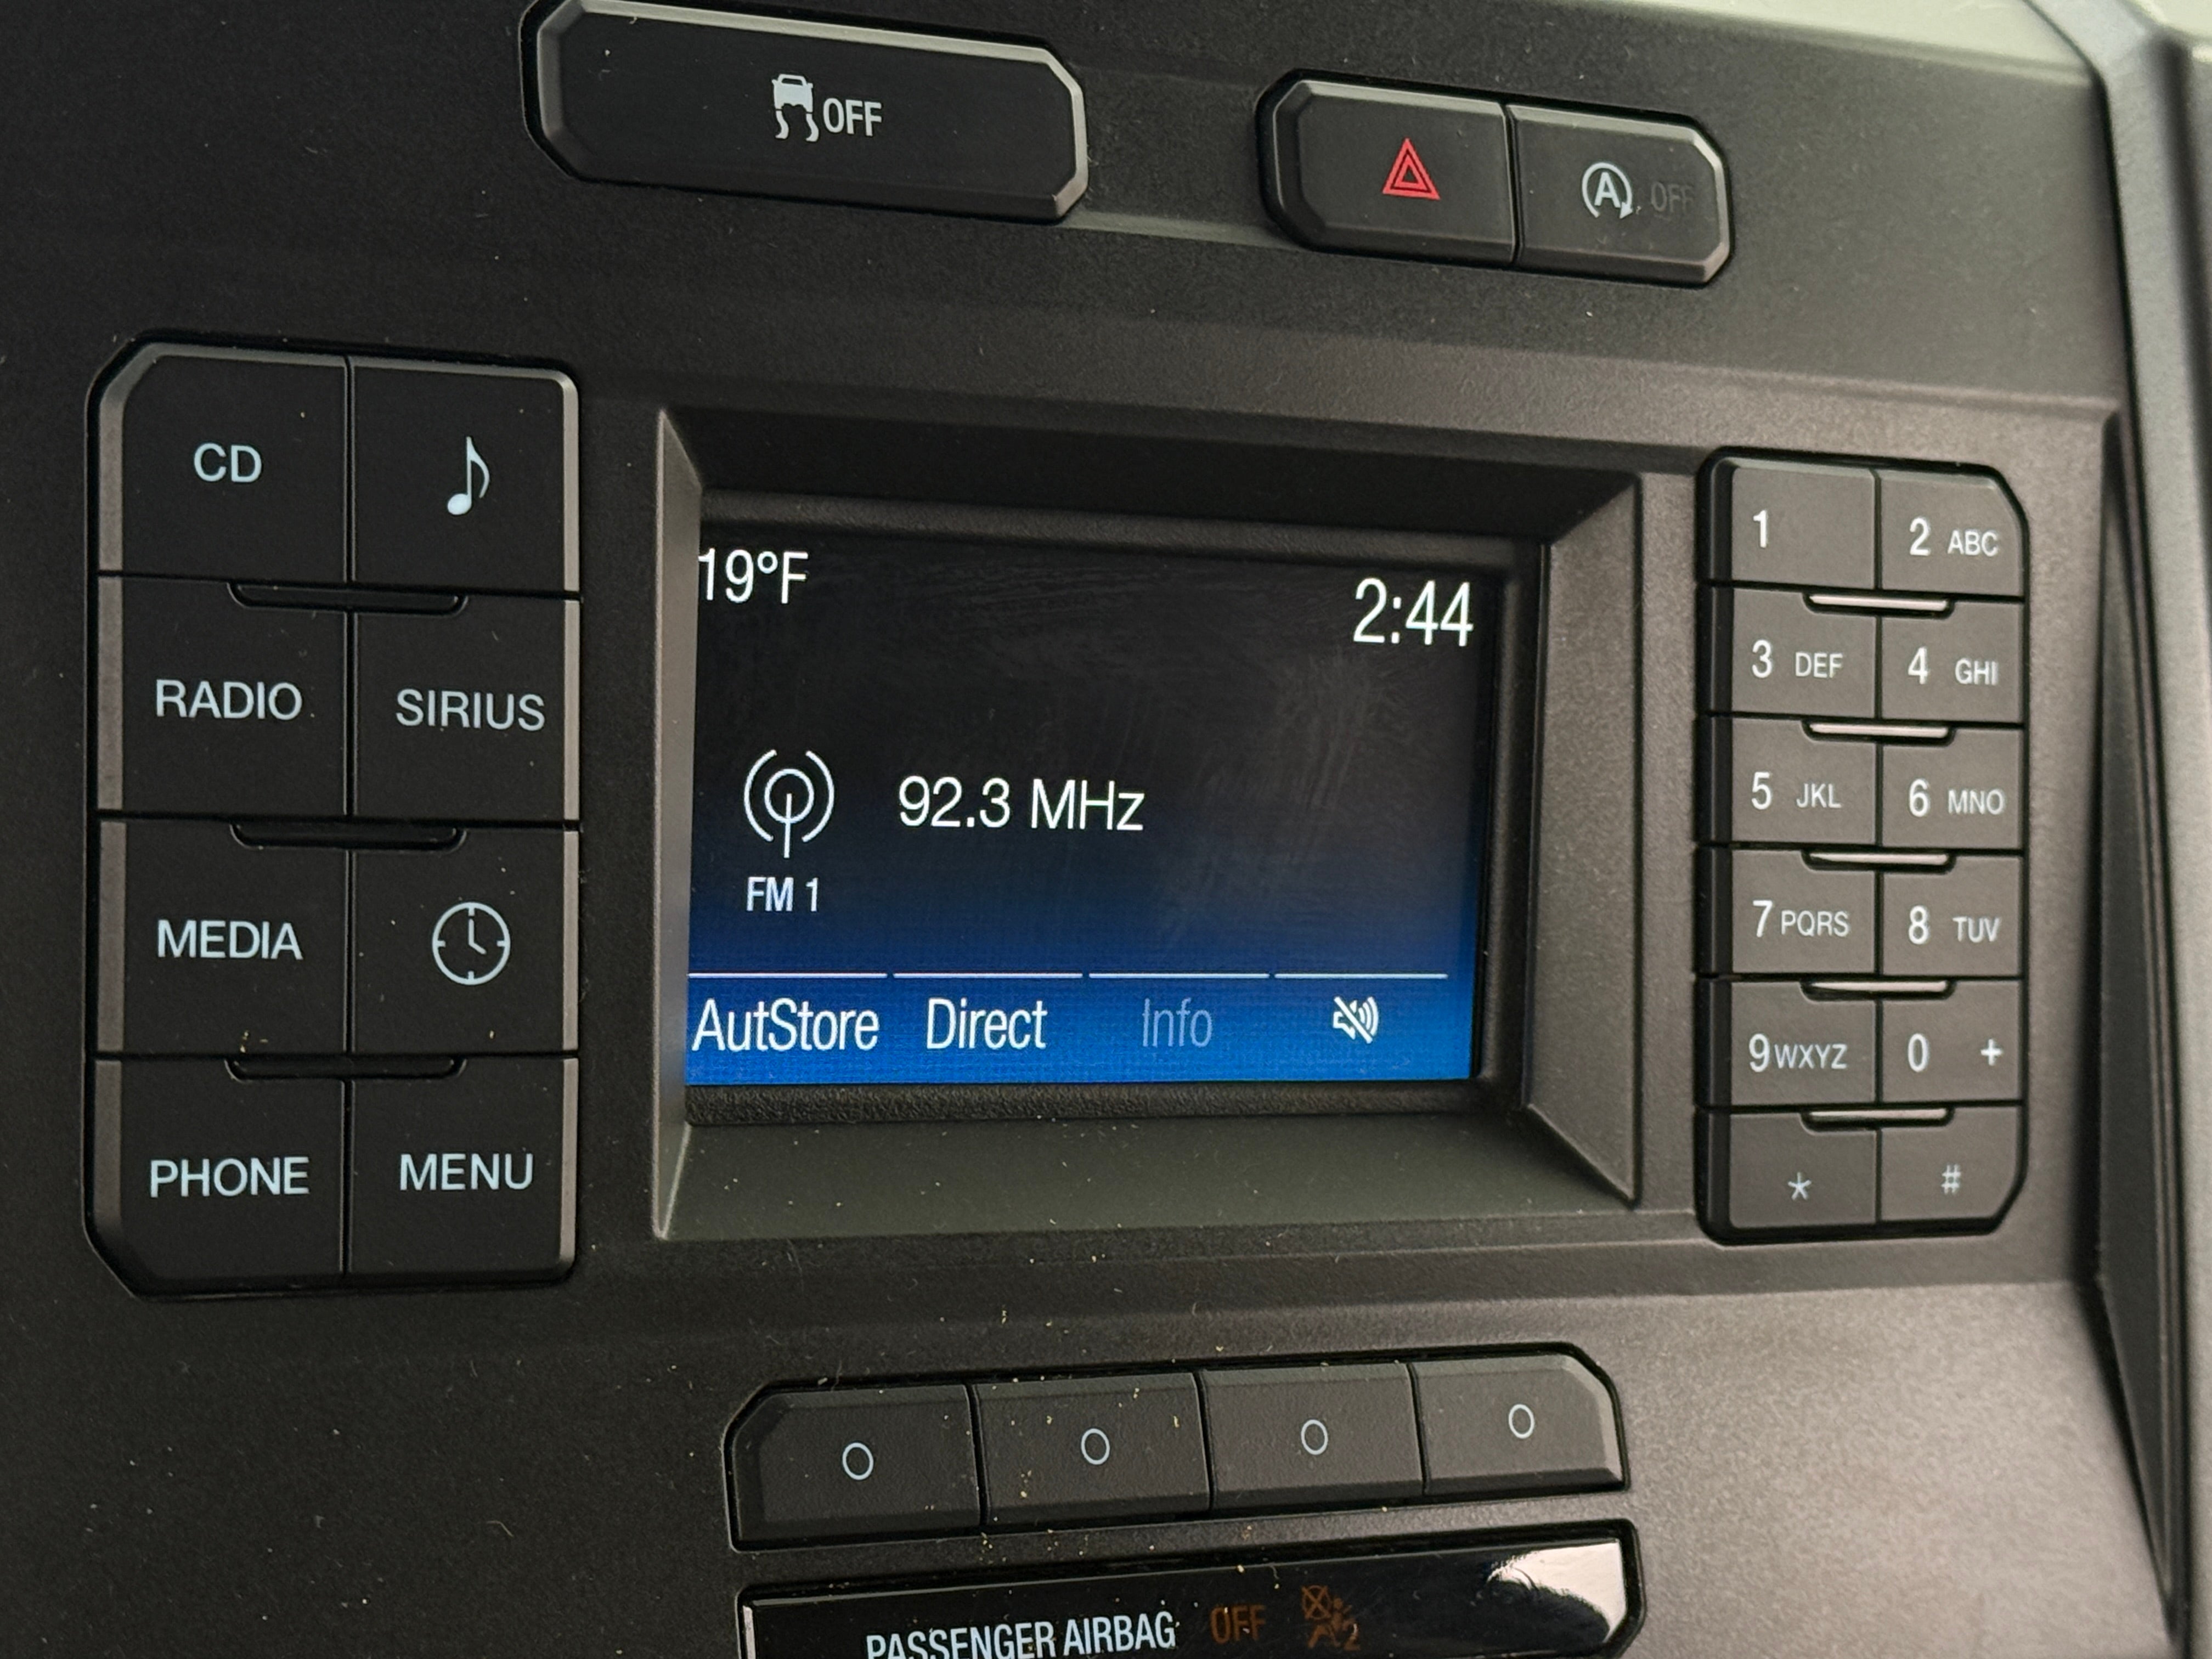 OFF
A OFF
CD
RADIO SIRIUS
MEDIA
PHONE MENU
19°F
2:44
92.3 MHz
FM 1
AutStore Direct Info
1 2 ABC
3 DEF 4 GHI
5 JKL 6 MNO
7 PQRS 8 TUV
9 WXYZ 0 +
* #
PASSENGER AIRBAG OFF 2